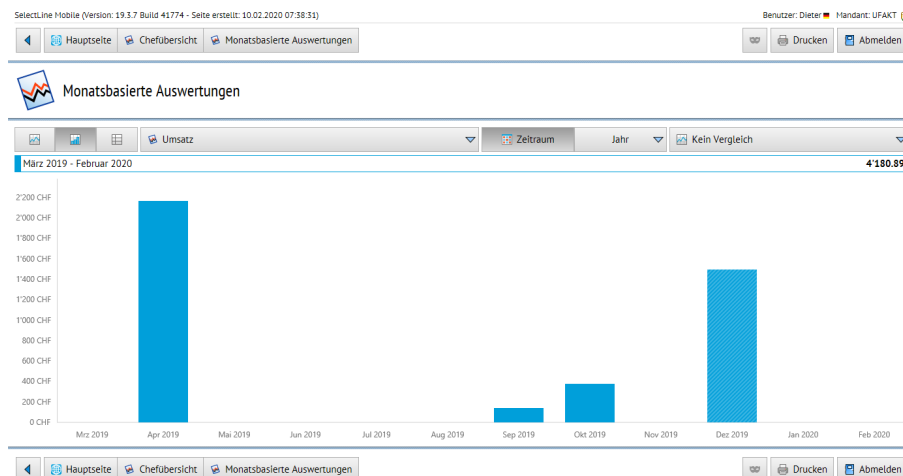 SelectLine Mobile (Version: 19.3.7 Build 41774 - Seite erstellt: 10.02.2020 07:38:31) Benutzer: Dieter Mandant: UFAKT (
Hauptseite Chefübersicht Monatsbasierte Auswertungen Drucken Abmelden
Monatsbasierte Auswertungen
Umsatz Zeitraum Jahr Kein Vergleich
März 2019 - Februar 2020 4'180.89
2'200 CHF
2'000 CHF
1'800 CHF
1'600 CHF
1'400 CHF
1'200 CHF
1'000 CHF
800 CHF
600 CHF
400 CHF
200 CHF
0 CHF
Mrz 2019 Apr 2019 Mai 2019 Jun 2019 Jul 2019 Aug 2019 Sep 2019 Okt 2019 Nov 2019 Dez 2019 Jan 2020 Feb 2020
Hauptseite Chefübersicht Monatsbasierte Auswertungen Drucken Abmelden